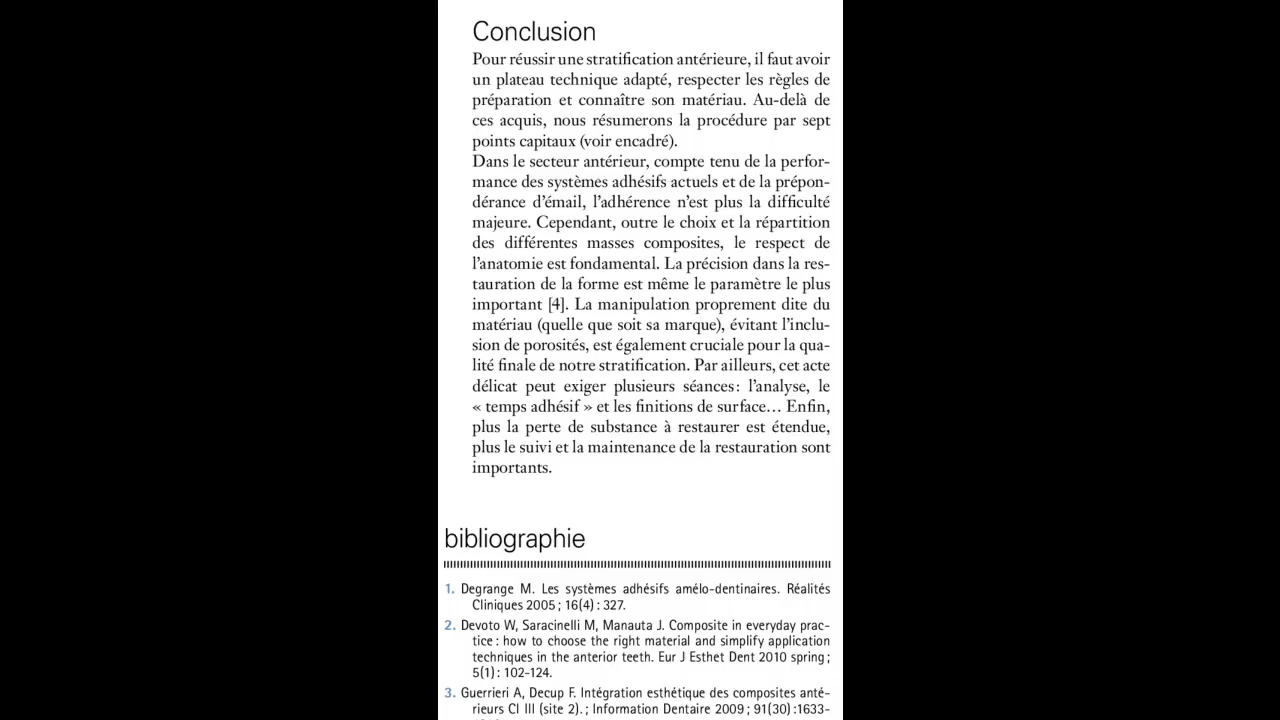 Conclusion
Pour réussir une stratification antérieure, il faut avoir
un plateau technique adapté, respecter les règles de
préparation et connaître son matériau. Au-delà de
ces acquis, nous résumerons la procédure par sept
points capitaux (voir encadré).
Dans le secteur antérieur, compte tenu de la perfor-
mance des systèmes adhésifs actuels et de la prépon-
dérance d’émail, l’adhérence n’est plus la difficulté
majeure. Cependant, outre le choix et la répartition
des différentes masses composites, le respect de
l’anatomie est fondamental. La précision dans la res-
tauration de la forme est même le paramètre le plus
important [4]. La manipulation proprement dite du
matériau (quelle que soit sa marque), évitant l’inclu-
sion de porosités, est également cruciale pour la qua-
lité finale de notre stratification. Par ailleurs, cet acte
délicat peut exiger plusieurs séances : l’analyse, le
« temps adhésif » et les finitions de surface… Enfin,
plus la perte de substance à restaurer est étendue,
plus le suivi et la maintenance de la restauration sont
importants.
bibliographie
1. Degrange M. Les systèmes adhésifs amélo-dentinaires. Réalités
Cliniques 2005 ; 16(4) : 327.
2. Devoto W, Saracinelli M, Manauta J. Composite in everyday prac-
tice : how to choose the right material and simplify application
techniques in the anterior teeth. Eur J Esthet Dent 2010 spring ;
5(1) : 102-124.
3. Guerrieri A, Decup F. Intégration esthétique des composites anté-
rieurs Cl III (site 2). ; Information Dentaire 2009 ; 91(30) :1633-